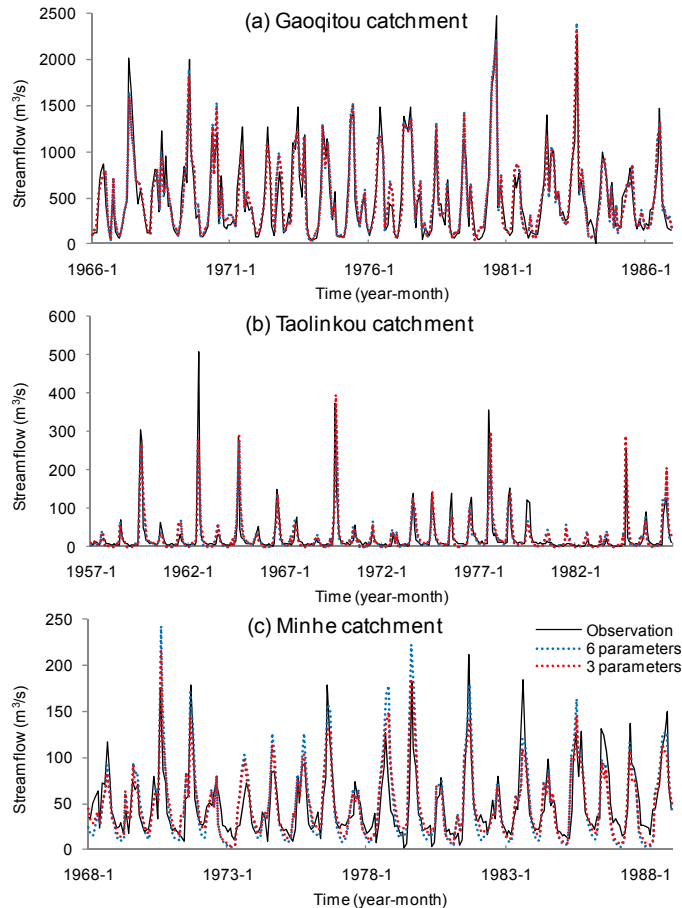 (a) Gaoqitou catchment
2500
2000
1500
1000
500
0
Streamflow (m³/s)
1966-1 1971-1 1976-1 1981-1 1986-1
Time (year-month)
(b) Taolinkou catchment
600
500
400
300
200
100
0
Streamflow (m³/s)
1957-1 1962-1 1967-1 1972-1 1977-1 1982-1
Time (year-month)
(c) Minhe catchment
250
200
150
100
50
0
Streamflow (m³/s)
Observation
6 parameters
3 parameters
1968-1 1973-1 1978-1 1983-1 1988-1
Time (year-month)